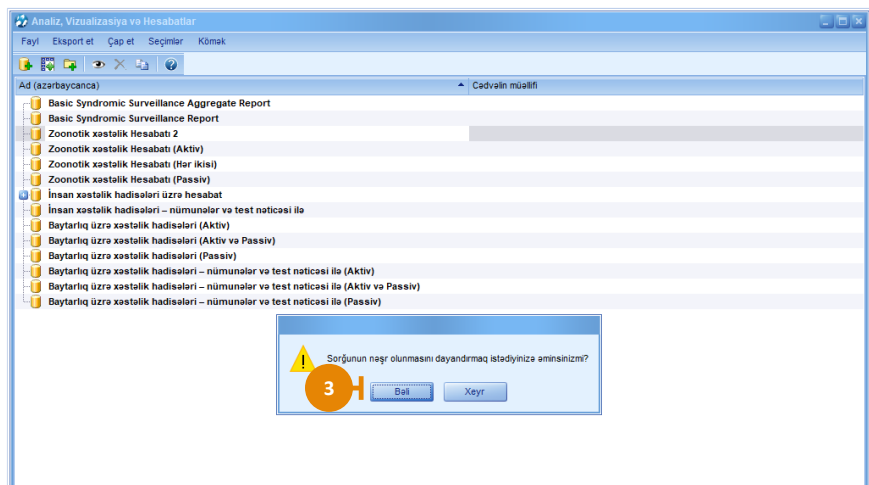 Analiz, Vizualizasiya və Hesabatlar
Fayl Eksport et Çap et Seçimlər Kömək
Ad (azərbaycanca) Cədvəlin müəllifi
Basic Syndromic Surveillance Aggregate Report
Basic Syndromic Surveillance Report
Zoonotik xəstəlik Hesabatı 2
Zoonotik xəstəlik Hesabatı (Aktiv)
Zoonotik xəstəlik Hesabatı (Hər ikisi)
Zoonotik xəstəlik Hesabatı (Passiv)
İnsan xəstəlik hadisələri üzrə hesabat
İnsan xəstəlik hadisələri – nümunələr və test nəticəsi ilə
Baytarlıq üzrə xəstəlik hadisələri (Aktiv)
Baytarlıq üzrə xəstəlik hadisələri (Aktiv və Passiv)
Baytarlıq üzrə xəstəlik hadisələri (Passiv)
Baytarlıq üzrə xəstəlik hadisələri – nümunələr və test nəticəsi ilə (Aktiv)
Baytarlıq üzrə xəstəlik hadisələri – nümunələr və test nəticəsi ilə (Aktiv və Passiv)
Baytarlıq üzrə xəstəlik hadisələri – nümunələr və test nəticəsi ilə (Passiv)
Sorğunun nəşr olunmasını dayandırmaq istədiyinizə əminsinizmi?
3 Bəli Xeyr